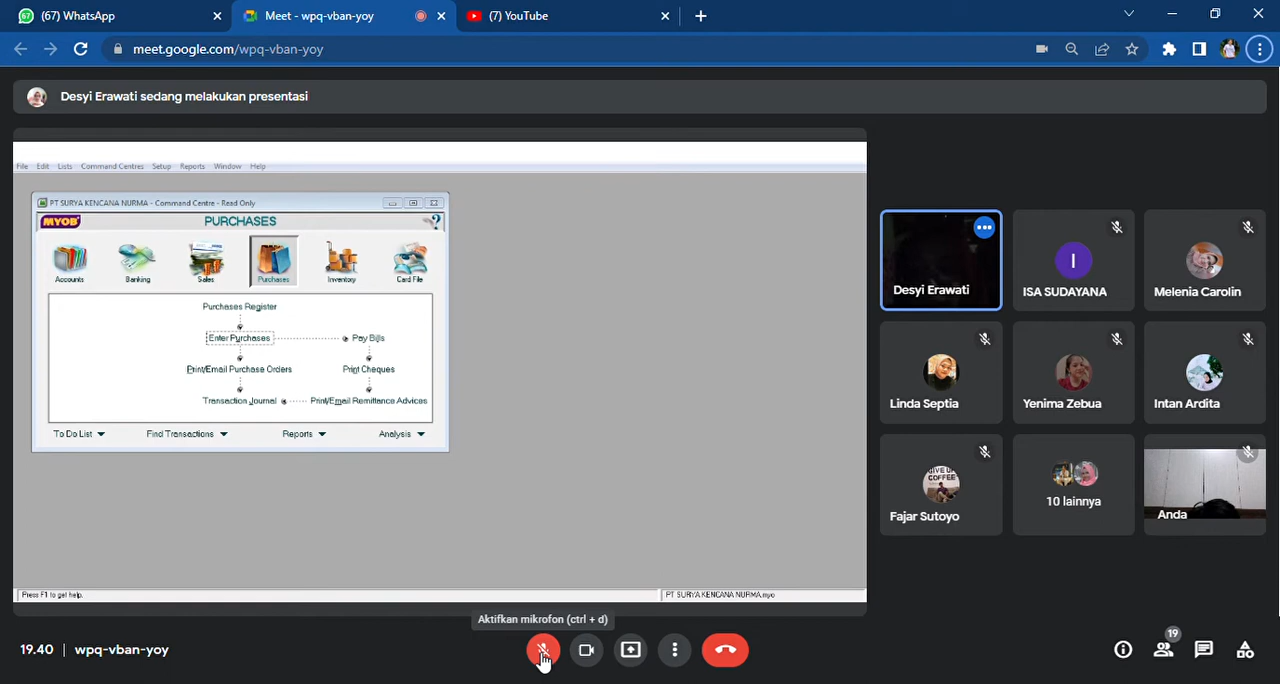 (67) WhatsApp
Meet - wpq-vban-yoy
(7) YouTube
meet.google.com/wpq-vban-yoy
Desyi Erawati sedang melakukan presentasi
File Edit Lists Command Centres Setup Reports Window Help
PT SURYA KENCANA NURMA - Command Centre - Read Only
MYOB
PURCHASES
?
Accounts Banking Sales Purchases Inventory Card File
Purchases Register
Enter Purchases
Pay Bills
Print/Email Purchase Orders
Print Cheques
Transaction Journal
Print/Email Remittance Advices
To Do List Find Transactions Reports Analysis
Press F1 to get help.
PT SURYA KENCANA NURMA.myo
Desyi Erawati
I
ISA SUDAYANA
Melenia Carolin
Linda Septia
Yenima Zebua
Intan Ardita
GIVE UP
COFFEE
Fajar Sutoyo
10 lainnya
Anda
Aktifkan mikrofon (ctrl + d)
19.40 | wpq-vban-yoy
19